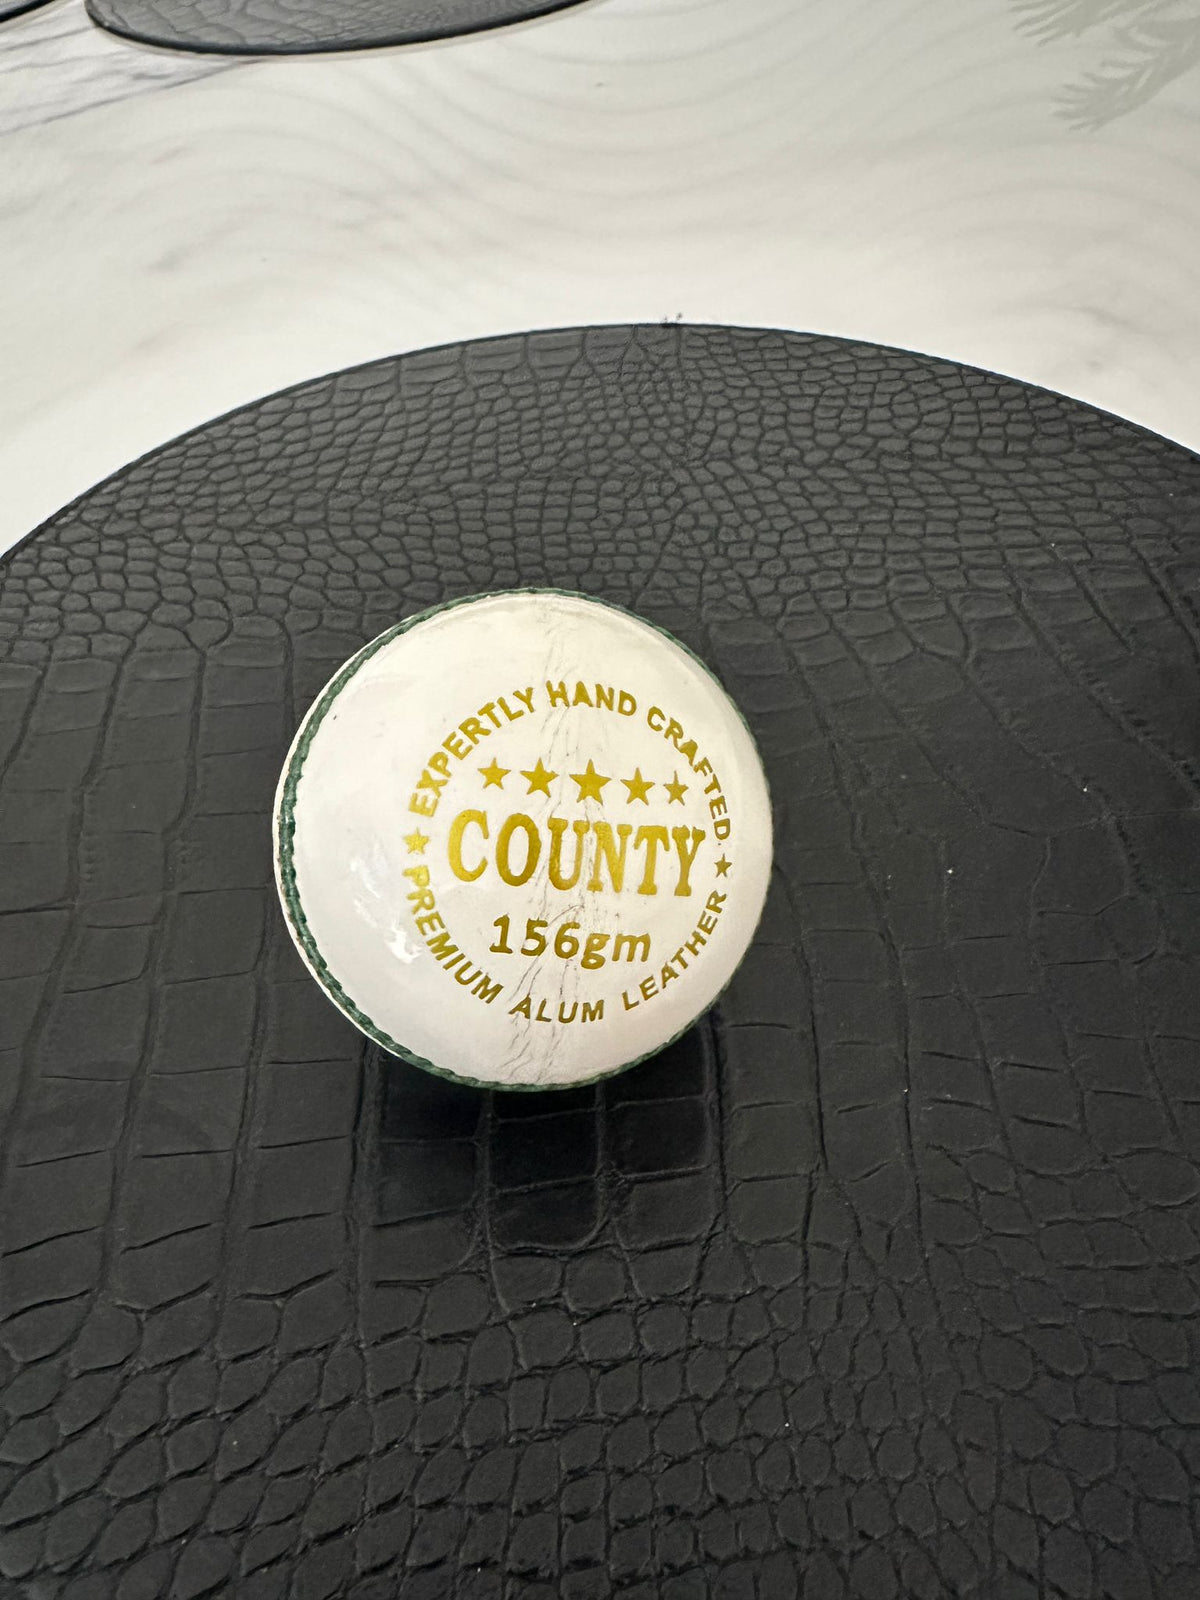 EXPERTLY HAND CRAFTED.
COUNTY
156gm
PREMIUM ALUM LEATHER